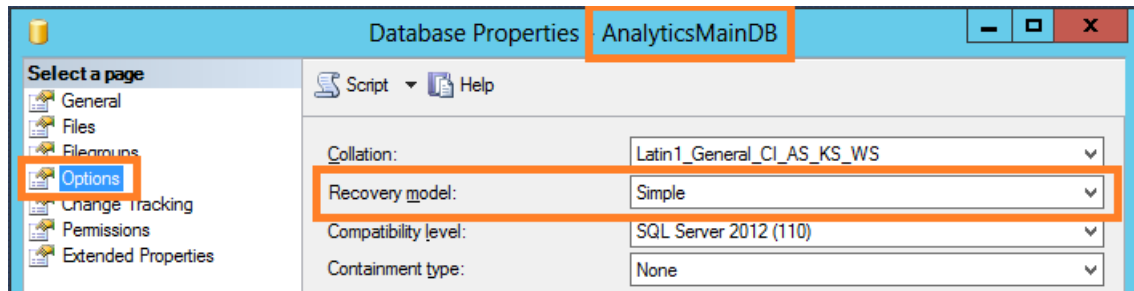 Database Properties - AnalyticsMainDB
Select a page
General
Files
Filegroups
Options
Change Tracking
Permissions
Extended Properties
Script Help
Collation: Latin1_General_CI_AS_KS_WS
Recovery model: Simple
Compatibility level: SQL Server 2012 (110)
Containment type: None